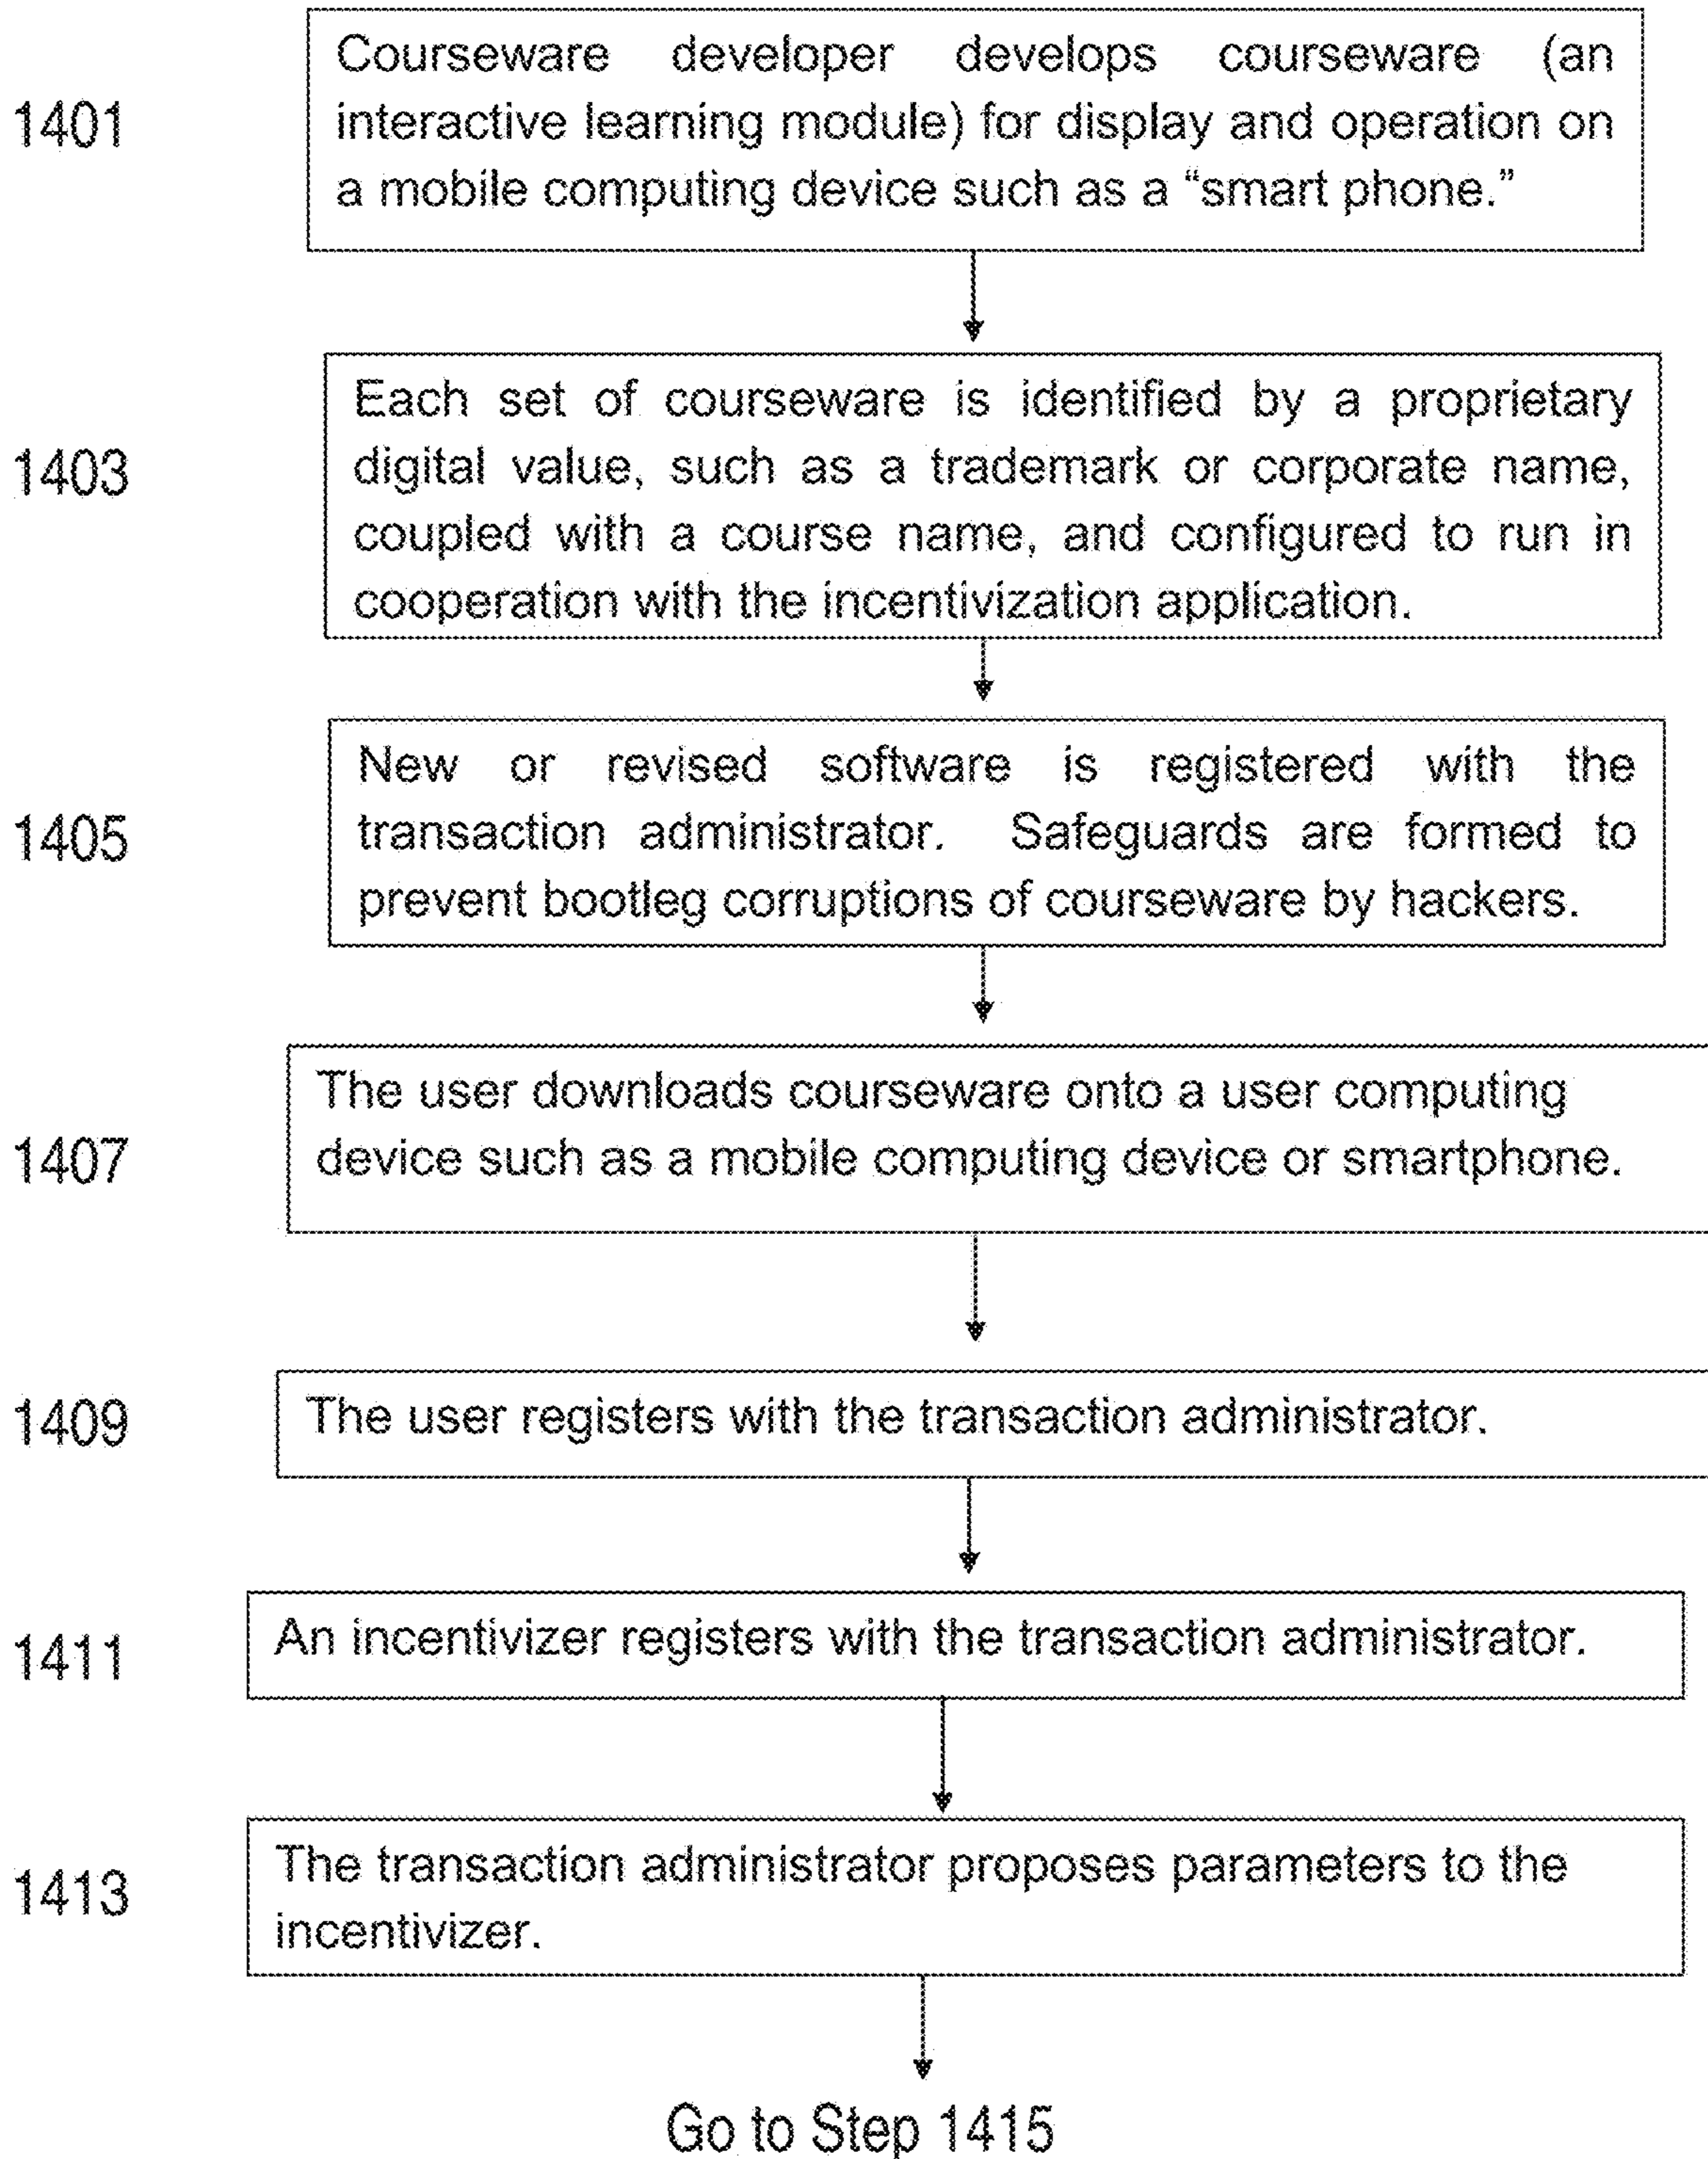 Courseware developer develops courseware (an
1401
interactive learning module) for display and operation on
a mobile computing device such as a “smart phone.”
Each set of courseware is identified by a proprietary
1403
digital value, such as a trademark or corporate name,
coupled with a course name, and configured to run in
cooperation with the incentivization application.
New or revised software is registered with the
1405
transaction administrator. Safeguards are formed to
prevent bootleg corruptions of courseware by hackers.
The user downloads courseware onto a user computing
1407
device such as a mobile computing device or smartphone.
1409
The user registers with the transaction administrator.
1411
An incentivizer registers with the transaction administrator.
1413
The transaction administrator proposes parameters to the
incentivizer.
Go to Step 1415